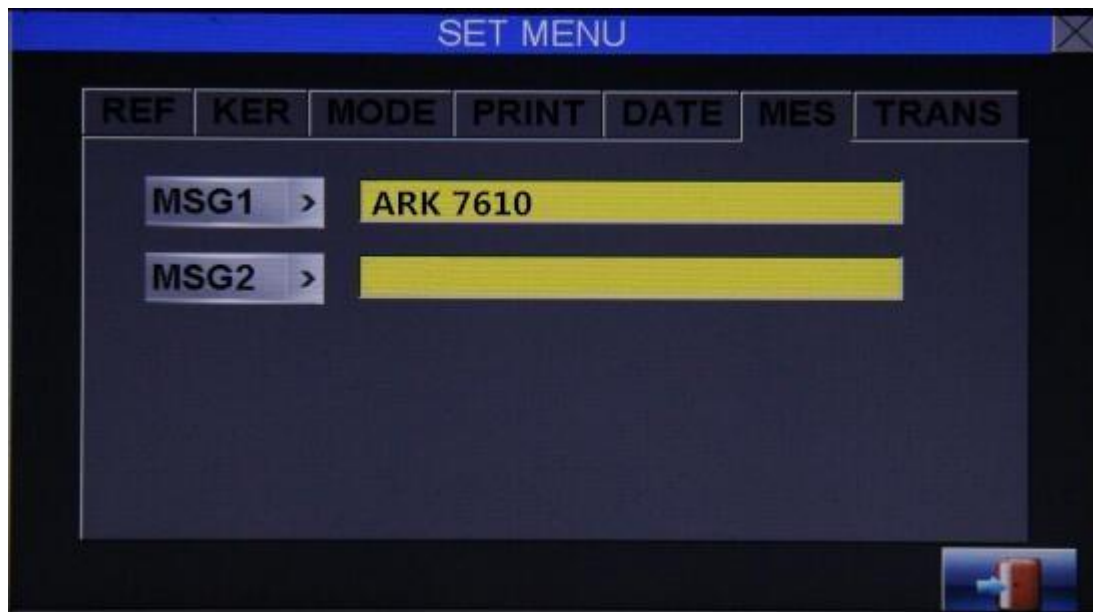 SET MENU
REF KER MODE PRINT DATE MES TRANS
MSG1 > ARK 7610
MSG2 >